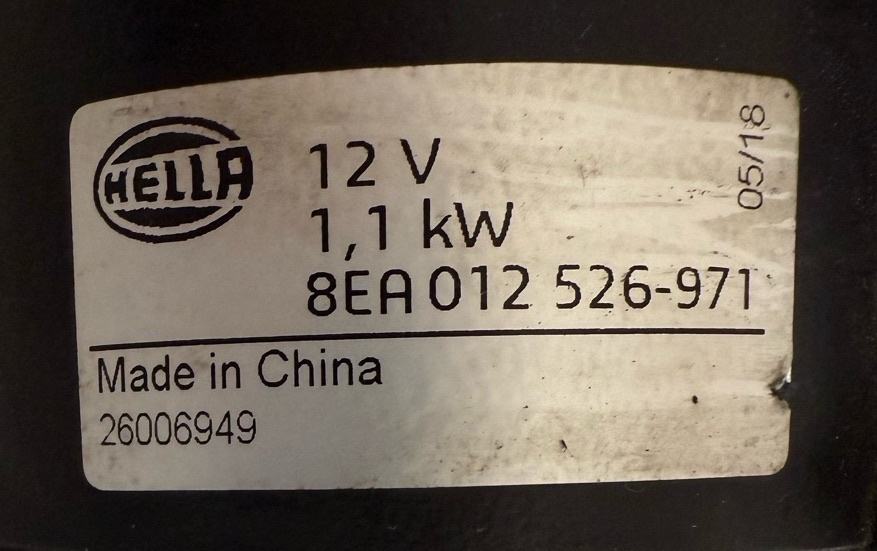 HELLA
12 V
1,1 kW
8EA 012 526-971
05/18
Made in China
26006949